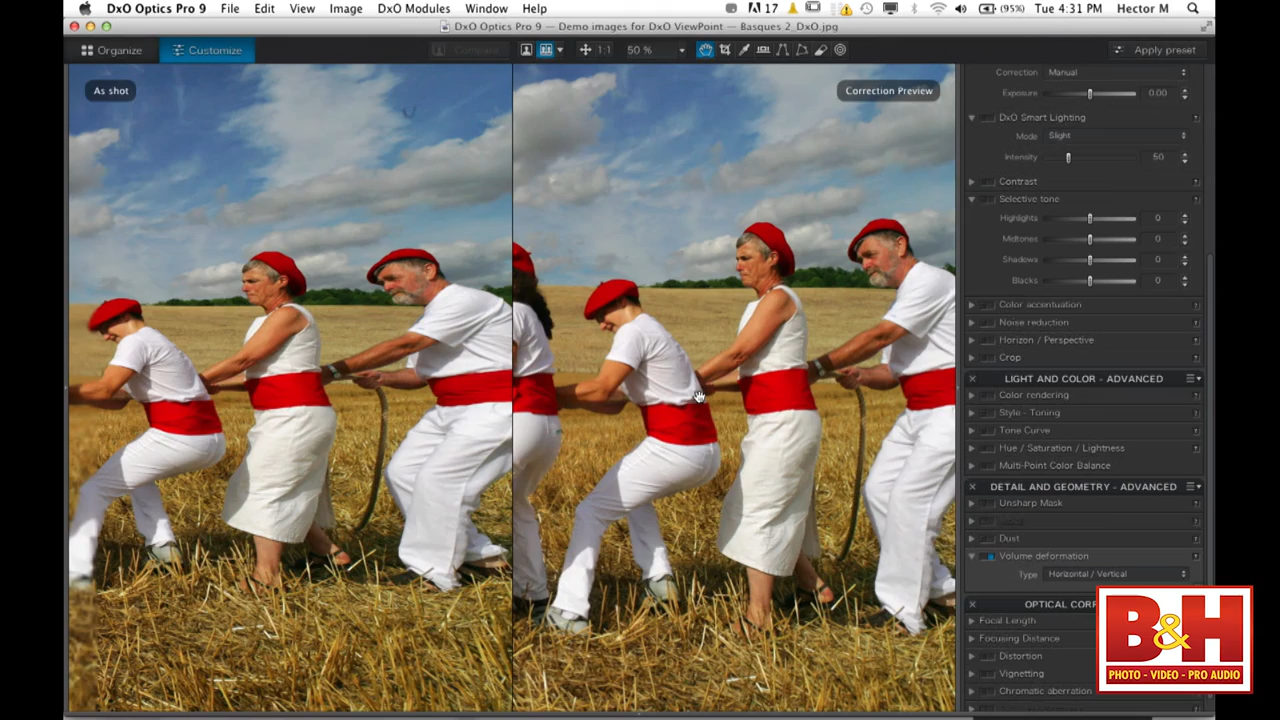 DxO Optics Pro 9 File Edit View Image DxO Modules Window Help 17 (95%) Tue 4:31 PM Hector M
DxO Optics Pro 9 — Demo images for DxO ViewPoint — Basques 2_DxO.jpg
Organize Customize Compare 1:1 50 % Apply preset
As shot
Correction Preview
Correction Manual
Exposure 0.00
DxO Smart Lighting
Mode Slight
Intensity 50
Contrast
Selective tone
Highlights 0
Midtones 0
Shadows 0
Blacks 0
Color accentuation
Noise reduction
Horizon / Perspective
Crop
LIGHT AND COLOR - ADVANCED
Color rendering
Style - Toning
Tone Curve
Hue / Saturation / Lightness
Multi-Point Color Balance
DETAIL AND GEOMETRY - ADVANCED
Unsharp Mask
Dust
Volume deformation
Type Horizontal / Vertical
OPTICAL
Focal Length
Focusing Distance
Distortion
Vignetting
Chromatic aberration
B&H
PHOTO - VIDEO - PRO AUDIO